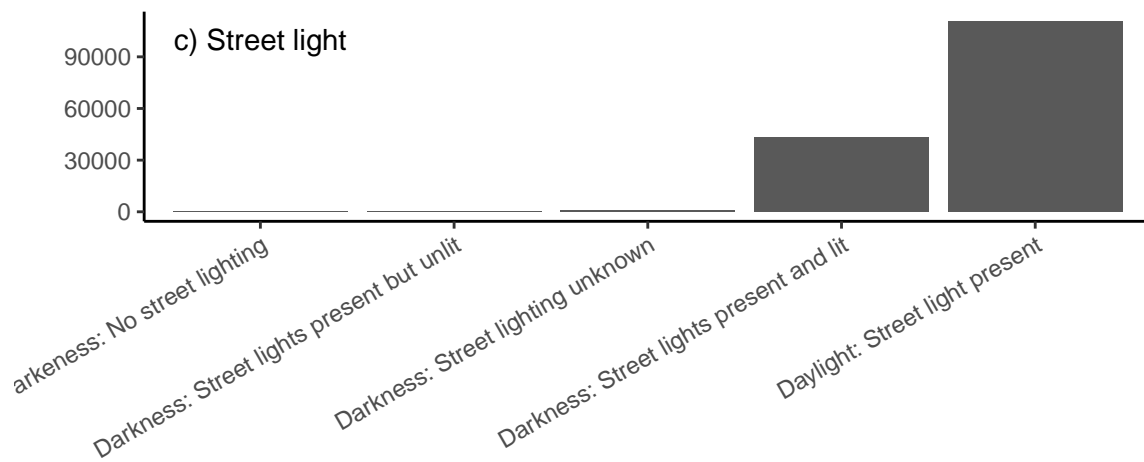 c) Street light
90000
60000
30000
0
arkeness: No street lighting
Darkness: Street lights present but unlit
Darkness: Street lighting unknown
Darkness: Street lights present and lit
Daylight: Street light present